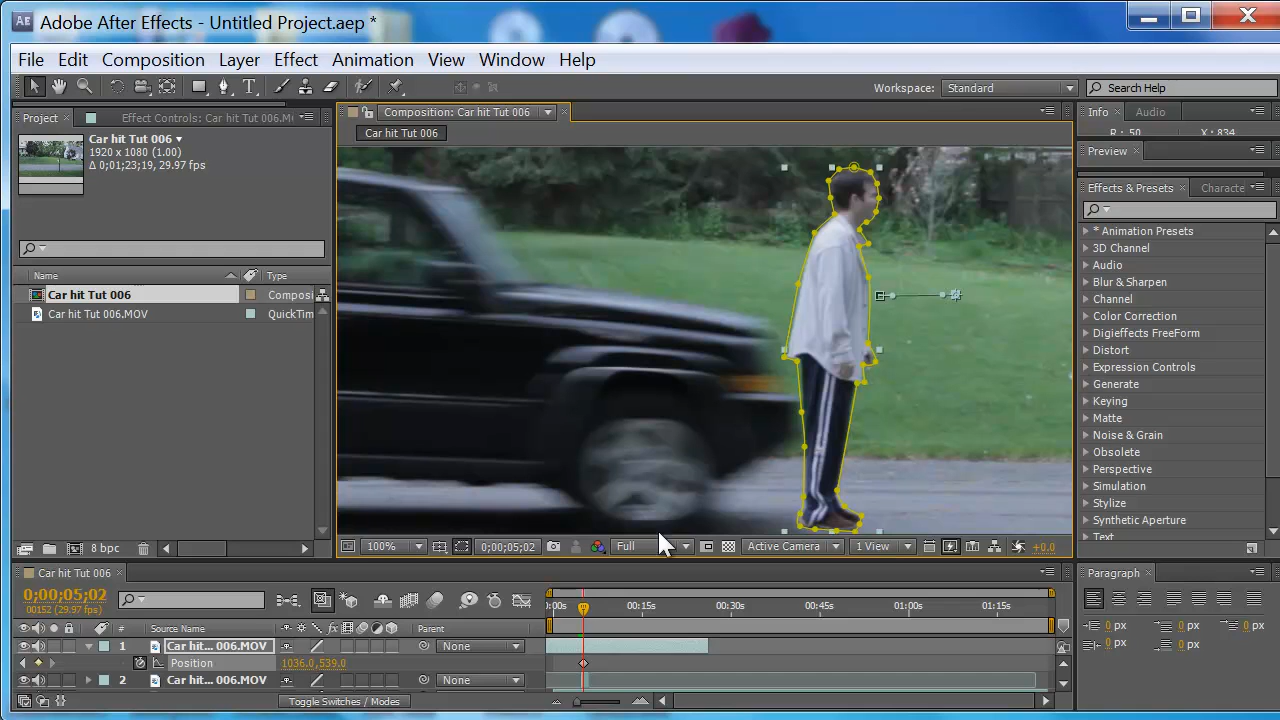 AE Adobe After Effects - Untitled Project.aep *
File Edit Composition Layer Effect Animation View Window Help
Workspace: Standard Search Help
Project Effect Controls: Car hit Tut 006.M
Composition: Car hit Tut 006
Info Audio
Car hit Tut 006
R: 50 X: 834
Car hit Tut 006
1920 x 1080 (1.00)
Δ 0;01;23;19, 29.97 fps
Preview
Effects & Presets Characte
* Animation Presets
3D Channel
Audio
Blur & Sharpen
Channel
Color Correction
Digieffects FreeForm
Distort
Expression Controls
Generate
Keying
Matte
Noise & Grain
Obsolete
Perspective
Simulation
Stylize
Synthetic Aperture
Text
Name Type
Car hit Tut 006 Composi
Car hit Tut 006.MOV QuickTim
8 bpc
100% 0;00;05;02 Full Active Camera 1 View +0.0
Car hit Tut 006
0;00;05;02
00152 (29.97 fps)
0:00s 00:15s 00:30s 00:45s 01:00s 01:15s
# Source Name Parent
1 Car hit... 006.MOV None
Position 1036.0,539.0
2 Car hit... 006.MOV None
Toggle Switches / Modes
Paragraph
0 px 0 px 0 px
0 px 0 px